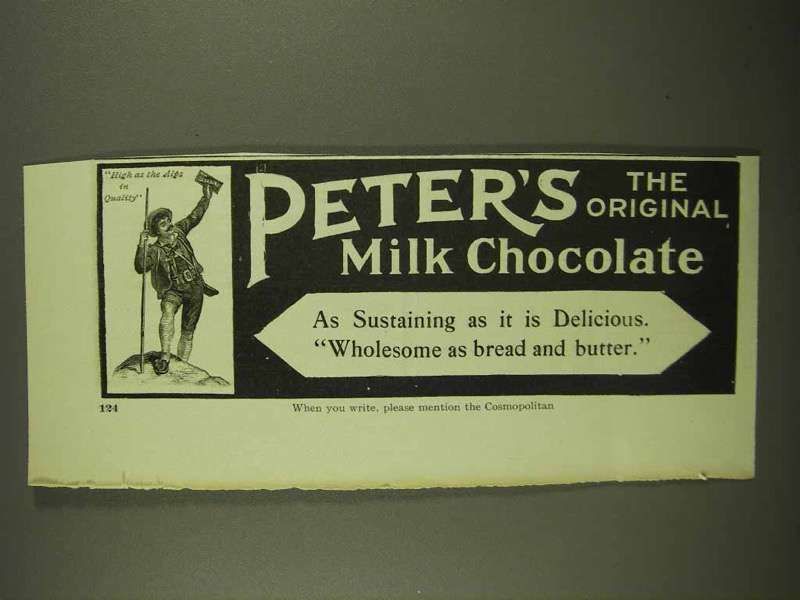 "High as the Alps
in
Quality"
PETER'S
THE
ORIGINAL
Milk Chocolate
As Sustaining as it is Delicious.
"Wholesome as bread and butter."
124
When you write, please mention the Cosmopolitan